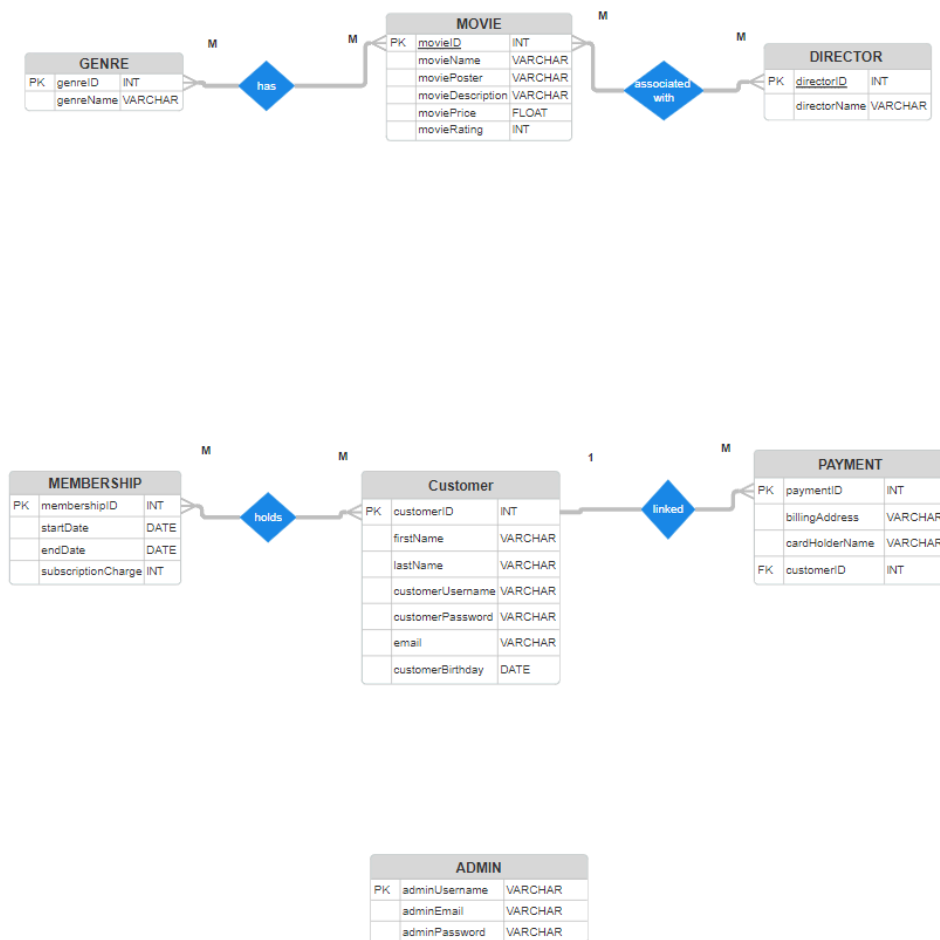 M
M
MOVIE
PK movieID INT
movieName VARCHAR
moviePoster VARCHAR
movieDescription VARCHAR
moviePrice FLOAT
movieRating INT
M
M
GENRE
PK genreID INT
genreName VARCHAR
has
associated
with
DIRECTOR
PK directorID INT
directorName VARCHAR
M
M
1
M
MEMBERSHIP
PK membershipID INT
startDate DATE
endDate DATE
subscriptionCharge INT
holds
Customer
PK customerID INT
firstName VARCHAR
lastName VARCHAR
customerUsername VARCHAR
customerPassword VARCHAR
email VARCHAR
customerBirthday DATE
linked
PAYMENT
PK paymentID INT
billingAddress VARCHAR
cardHolderName VARCHAR
FK customerID INT
ADMIN
PK adminUsername VARCHAR
adminEmail VARCHAR
adminPassword VARCHAR